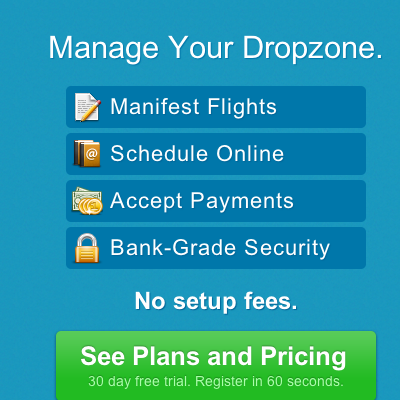 Manage Your Dropzone.
Manifest Flights
@
Schedule Online
Accept Payments
Bank-Grade Security
No setup fees.
See Plans and Pricing
30 day free trial. Register in 60 seconds.